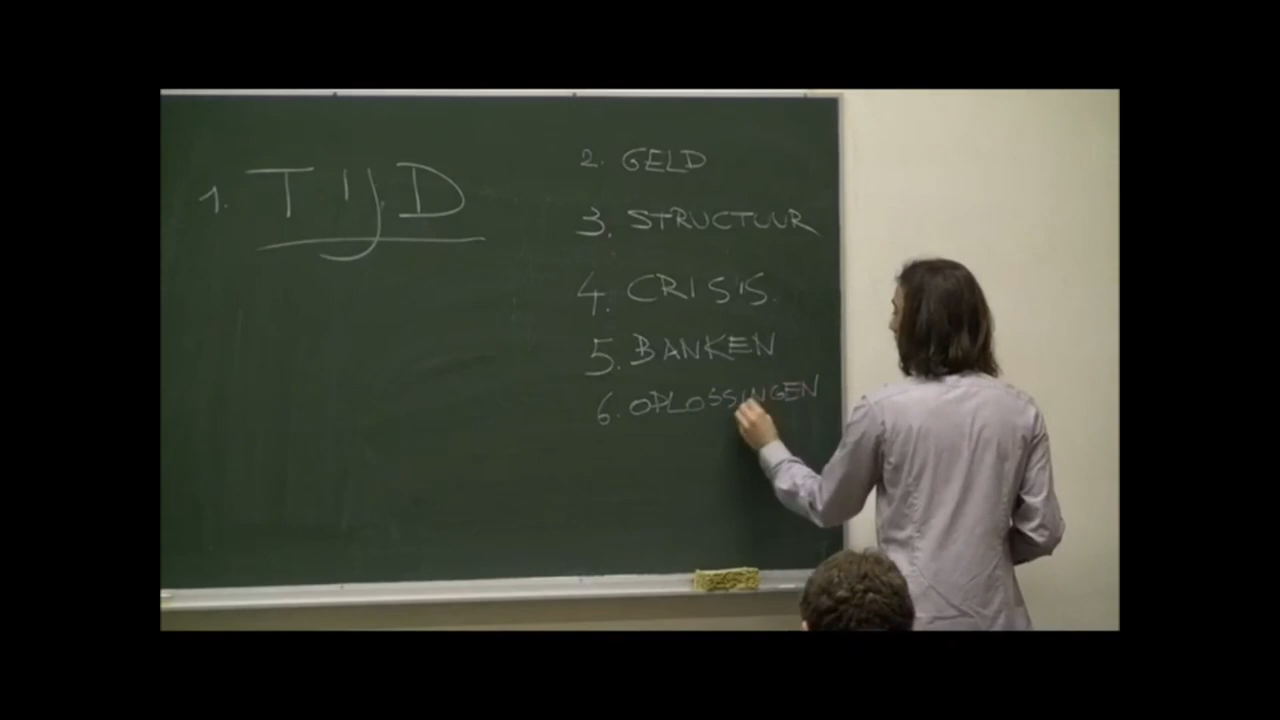 1. TIJD
2. GELD
3. STRUCTUUR
4. CRISIS.
5. BANKEN
6. OPLOSSINGEN